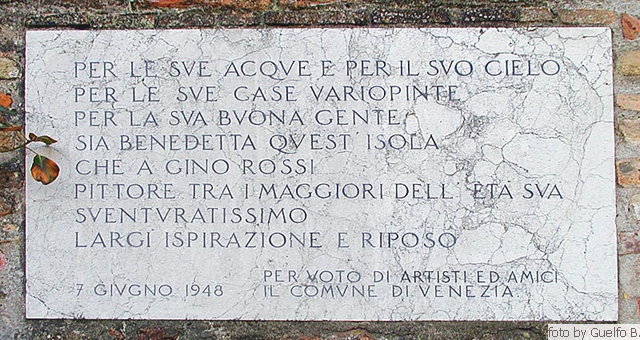 PER LE SVE ACQVE E PER IL SVO CIELO
PER LE SVE CASE VARIOPINTE
PER LA SVA BVONA GENTE
SIA BENEDETTA QVEST' ISOLA
CHE A GINO ROSSI
PITTORE TRA I MAGGIORI DELL' ETA SVA
SVENTVRATISSIMO
LARGÌ ISPIRAZIONE E RIPOSO
PER VOTO DI ARTISTI ED AMICI
7 GIVGNO 1948 IL COMVNE DI VENEZIA
foto by Guelfo B.